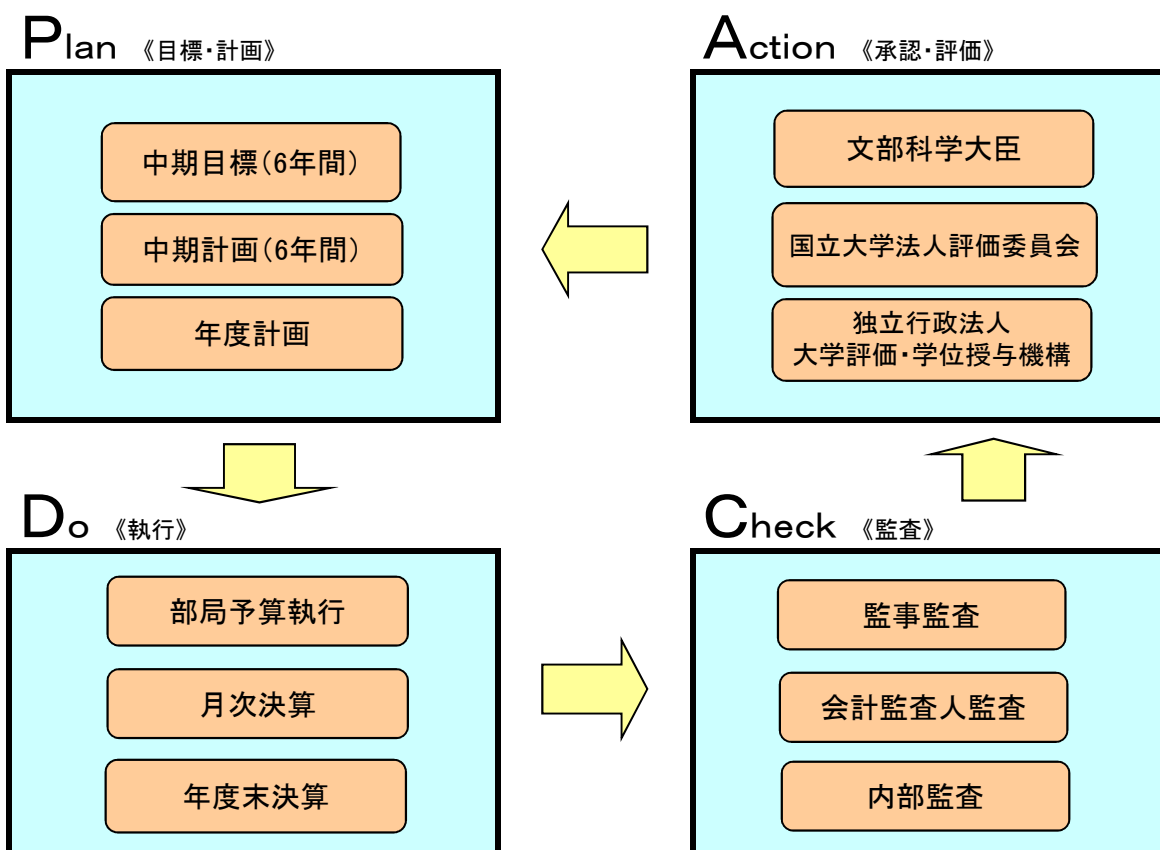 Plan 《目標・計画》
中期目標(6年間)
中期計画(6年間)
年度計画
Action 《承認・評価》
文部科学大臣
国立大学法人評価委員会
独立行政法人
大学評価・学位授与機構
Do 《執行》
部局予算執行
月次決算
年度末決算
Check 《監査》
監事監査
会計監査人監査
内部監査